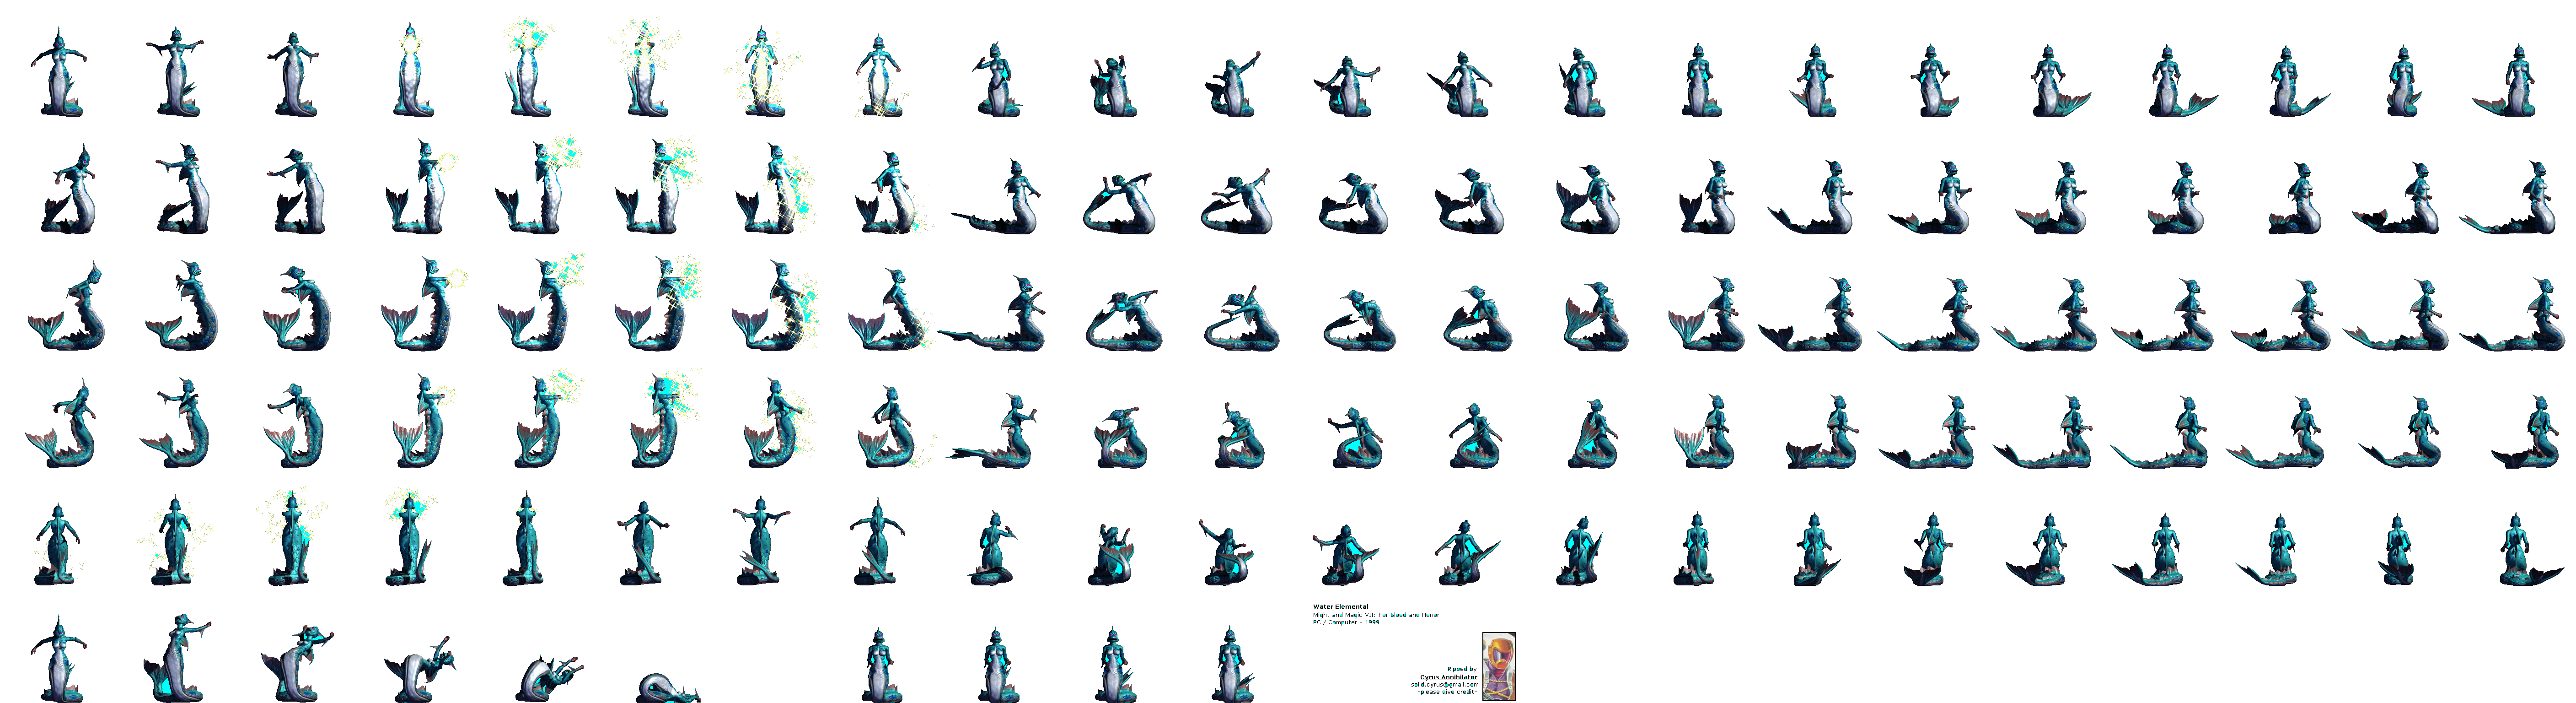 Water Elemental
Might and Magic VII: For Blood and Honor
PC / Computer - 1999
Ripped by
Cyrus Annihilator
solid.cyrus@gmail.com
-please give credit-